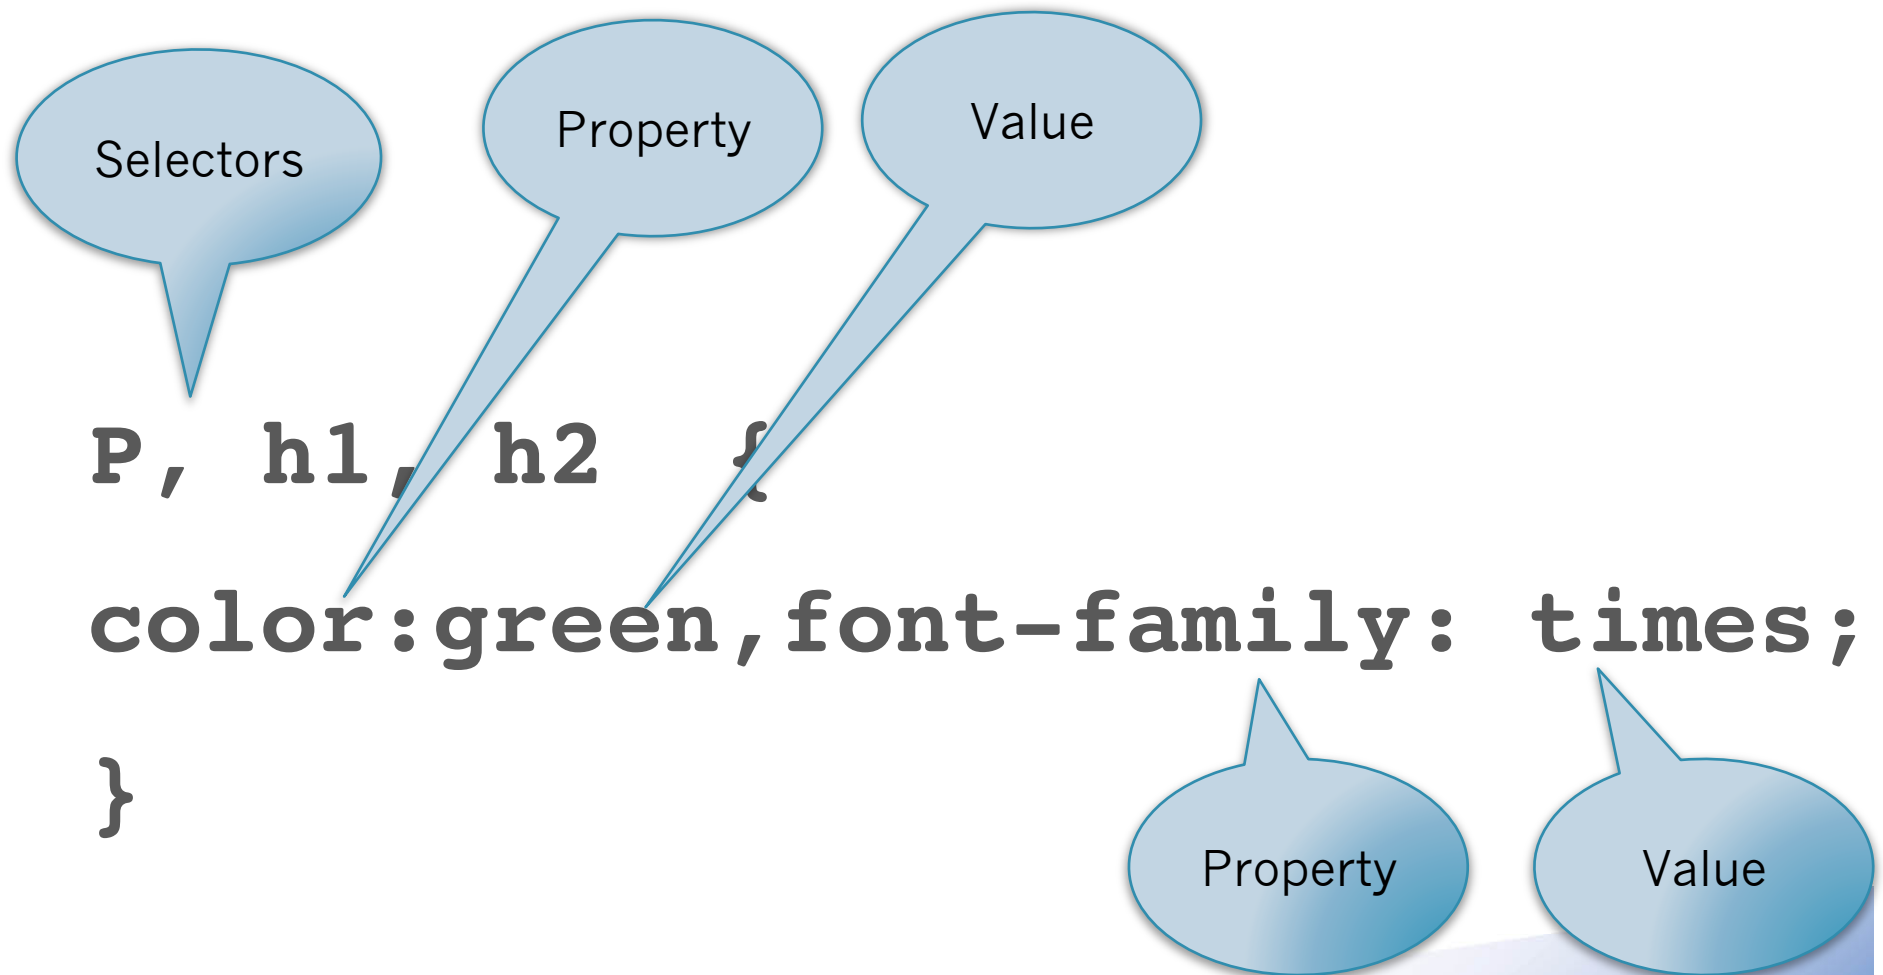 Selectors
Property
Value
P, h1, h2 {
color:green,font-family: times;
}
Property
Value